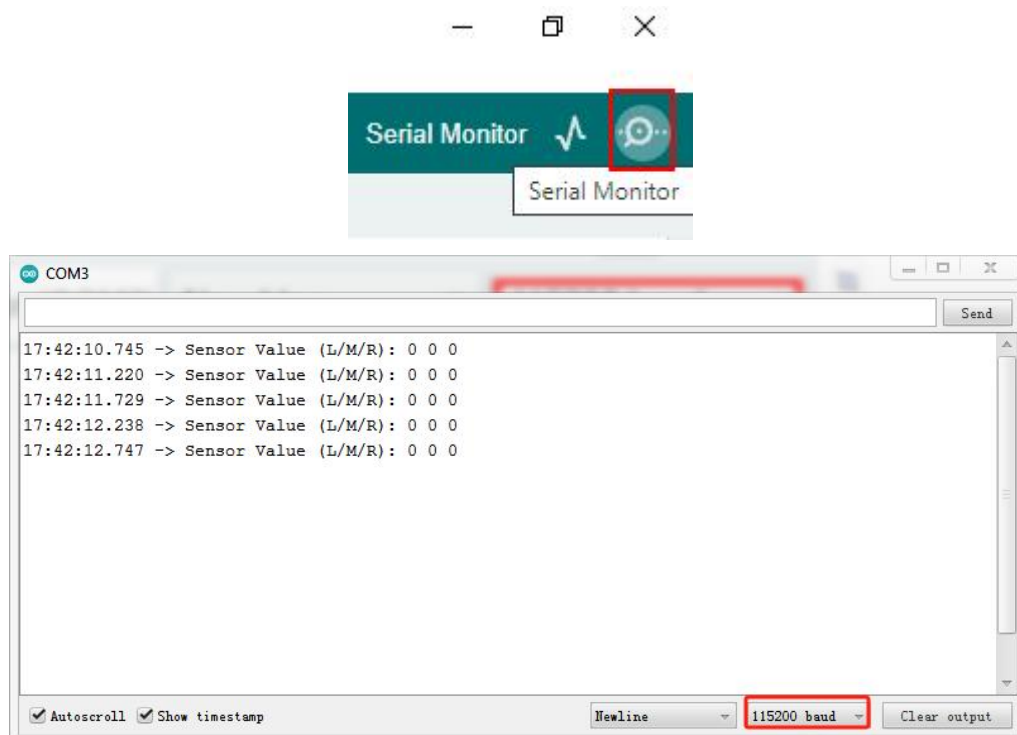 Serial Monitor
Serial Monitor
COM3
Send
17:42:10.745 -> Sensor Value (L/M/R): 0 0 0
17:42:11.220 -> Sensor Value (L/M/R): 0 0 0
17:42:11.729 -> Sensor Value (L/M/R): 0 0 0
17:42:12.238 -> Sensor Value (L/M/R): 0 0 0
17:42:12.747 -> Sensor Value (L/M/R): 0 0 0
Autoscroll Show timestamp Newline 115200 baud Clear output